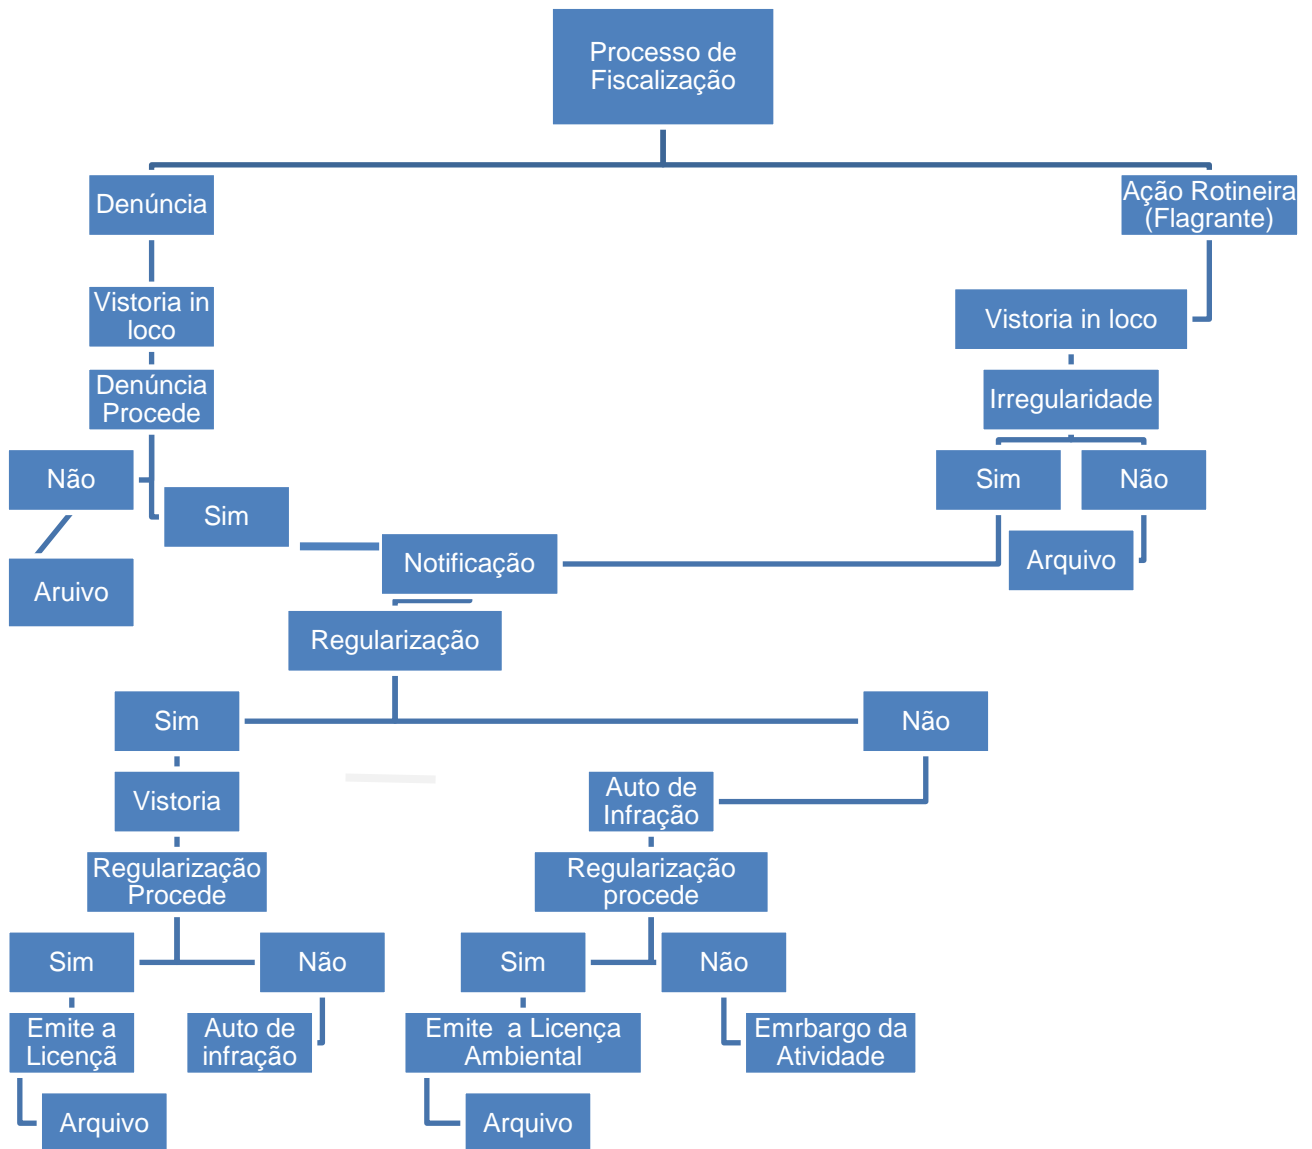 Processo de
Fiscalização
Denúncia
Ação Rotineira
(Flagrante)
Vistoria in
loco
Vistoria in loco
Denúncia
Procede
Irregularidade
Não
Sim
Sim
Não
Notificação
Arquivo
Aruivo
Regularização
Sim
Não
Vistoria
Auto de
Infração
Regularização
Procede
Regularização
procede
Sim
Não
Sim
Não
Emite a
Licençã
Auto de
infração
Emite a Licença
Ambiental
Emrbargo da
Atividade
Arquivo
Arquivo